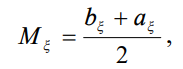 M_ξ = (b_ξ + a_ξ) / 2 ,